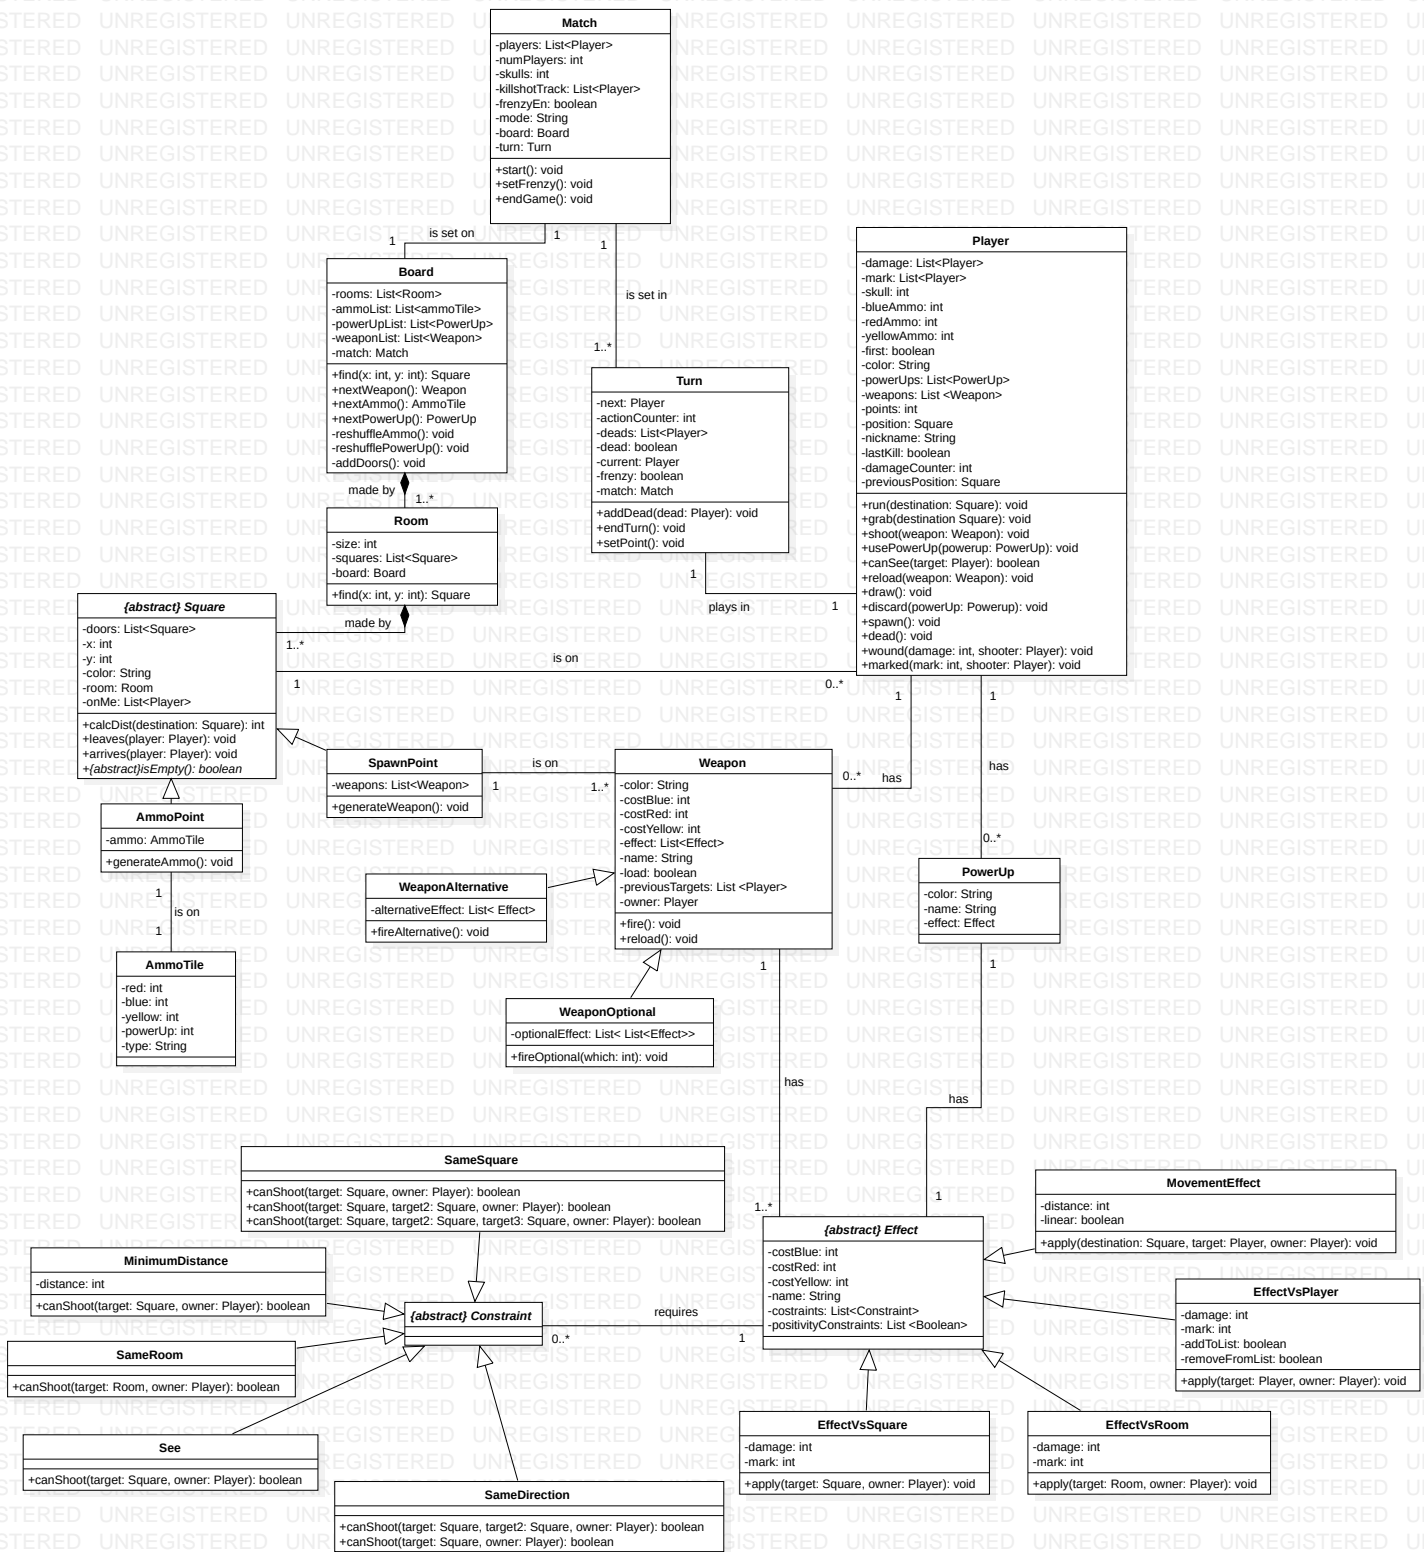 Match
-players: List<Player>
-numPlayers: int
-skulls: int
-killshotTrack: List<Player>
-frenzyEn: boolean
-mode: String
-board: Board
-turn: Turn
+start(): void
+setFrenzy(): void
+endGame(): void
is set on
1
1
1
is set in
1..*
Board
-rooms: List<Room>
-ammoList: List<ammoTile>
-powerUpList: List<PowerUp>
-weaponList: List<Weapon>
-match: Match
+find(x: int, y: int): Square
+nextWeapon(): Weapon
+nextAmmo(): AmmoTile
+nextPowerUp(): PowerUp
-reshuffleAmmo(): void
-reshufflePowerUp(): void
-addDoors(): void
made by
1..*
Turn
-next: Player
-actionCounter: int
-deads: List<Player>
-dead: boolean
-current: Player
-frenzy: boolean
-match: Match
+addDead(dead: Player): void
+endTurn(): void
+setPoint(): void
1
plays in
1
Player
-damage: List<Player>
-mark: List<Player>
-skull: int
-blueAmmo: int
-redAmmo: int
-yellowAmmo: int
-first: boolean
-color: String
-powerUps: List<PowerUp>
-weapons: List <Weapon>
-points: int
-position: Square
-nickname: String
-lastKill: boolean
-damageCounter: int
-previousPosition: Square
+run(destination: Square): void
+grab(destination Square): void
+shoot(weapon: Weapon): void
+usePowerUp(powerup: PowerUp): void
+canSee(target: Player): boolean
+reload(weapon: Weapon): void
+draw(): void
+discard(powerUp: Powerup): void
+spawn(): void
+dead(): void
+wound(damage: int, shooter: Player): void
+marked(mark: int, shooter: Player): void
Room
-size: int
-squares: List<Square>
-board: Board
+find(x: int, y: int): Square
made by
1..*
{abstract} Square
-doors: List<Square>
-x: int
-y: int
-color: String
-room: Room
-onMe: List<Player>
+calcDist(destination: Square): int
+leaves(player: Player): void
+arrives(player: Player): void
+{abstract}isEmpty(): boolean
is on
1
0..*
1
1
has
0..*
has
0..*
SpawnPoint
-weapons: List<Weapon>
+generateWeapon(): void
is on
1
1..*
Weapon
-color: String
-costBlue: int
-costRed: int
-costYellow: int
-effect: List<Effect>
-name: String
-load: boolean
-previousTargets: List <Player>
-owner: Player
+fire(): void
+reload(): void
AmmoPoint
-ammo: AmmoTile
+generateAmmo(): void
1
is on
1
AmmoTile
-red: int
-blue: int
-yellow: int
-powerUp: int
-type: String
WeaponAlternative
-alternativeEffect: List< Effect>
+fireAlternative(): void
PowerUp
-color: String
-name: String
-effect: Effect
1
has
1
WeaponOptional
-optionalEffect: List< List<Effect>>
+fireOptional(which: int): void
1
has
1..*
SameSquare
+canShoot(target: Square, owner: Player): boolean
+canShoot(target: Square, target2: Square, owner: Player): boolean
+canShoot(target: Square, target2: Square, target3: Square, owner: Player): boolean
MinimumDistance
-distance: int
+canShoot(target: Square, owner: Player): boolean
{abstract} Constraint
requires
0..*
1
{abstract} Effect
-costBlue: int
-costRed: int
-costYellow: int
-name: String
-costraints: List<Constraint>
-positivityConstraints: List <Boolean>
MovementEffect
-distance: int
-linear: boolean
+apply(destination: Square, target: Player, owner: Player): void
EffectVsPlayer
-damage: int
-mark: int
-addToList: boolean
-removeFromList: boolean
+apply(target: Player, owner: Player): void
SameRoom
+canShoot(target: Room, owner: Player): boolean
See
+canShoot(target: Square, owner: Player): boolean
SameDirection
+canShoot(target: Square, target2: Square, owner: Player): boolean
+canShoot(target: Square, owner: Player): boolean
EffectVsSquare
-damage: int
-mark: int
+apply(target: Square, owner: Player): void
EffectVsRoom
-damage: int
-mark: int
+apply(target: Room, owner: Player): void
UNREGISTERED